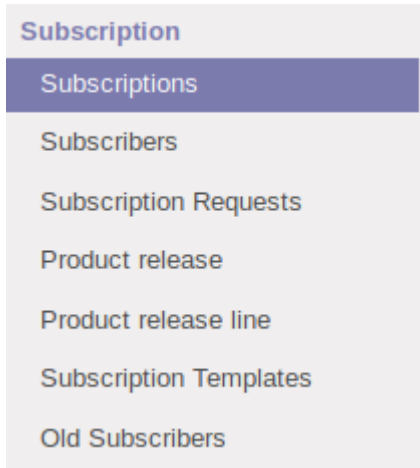 Subscription
Subscriptions
Subscribers
Subscription Requests
Product release
Product release line
Subscription Templates
Old Subscribers